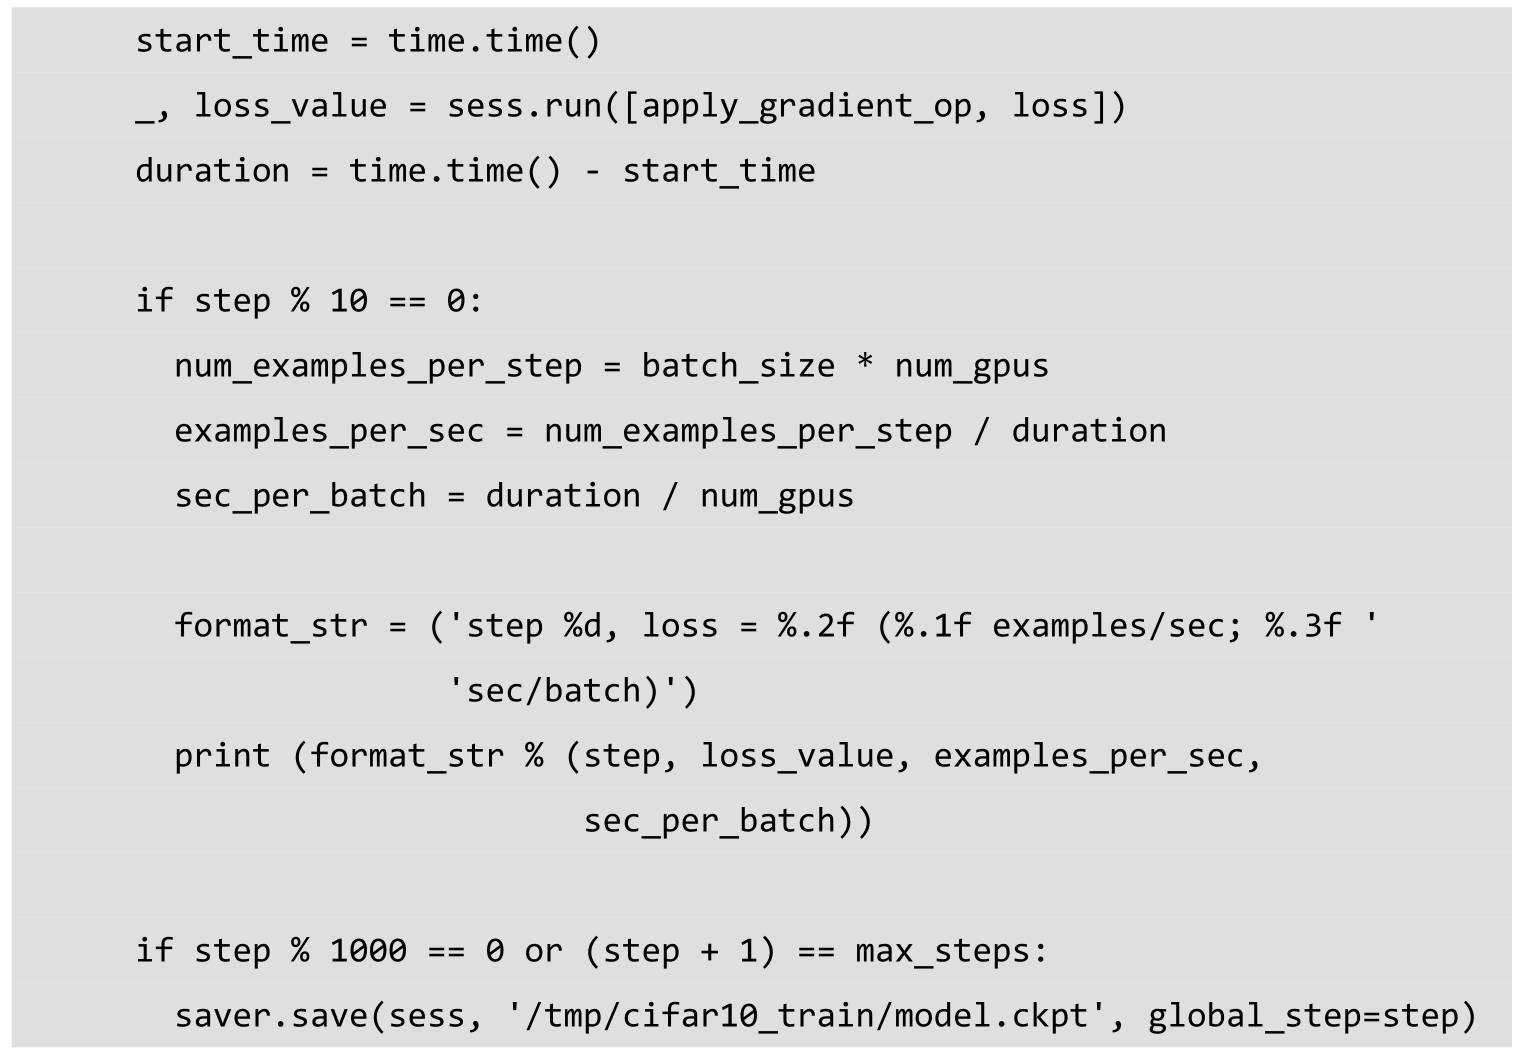 start_time = time.time()
_, loss_value = sess.run([apply_gradient_op, loss])
duration = time.time() - start_time
if step % 10 == 0:
num_examples_per_step = batch_size * num_gpus
examples_per_sec = num_examples_per_step / duration
sec_per_batch = duration / num_gpus
format_str = ('step %d, loss = %.2f (%.1f examples/sec; %.3f '
'sec/batch)')
print (format_str % (step, loss_value, examples_per_sec,
sec_per_batch))
if step % 1000 == 0 or (step + 1) == max_steps:
saver.save(sess, '/tmp/cifar10_train/model.ckpt', global_step=step)